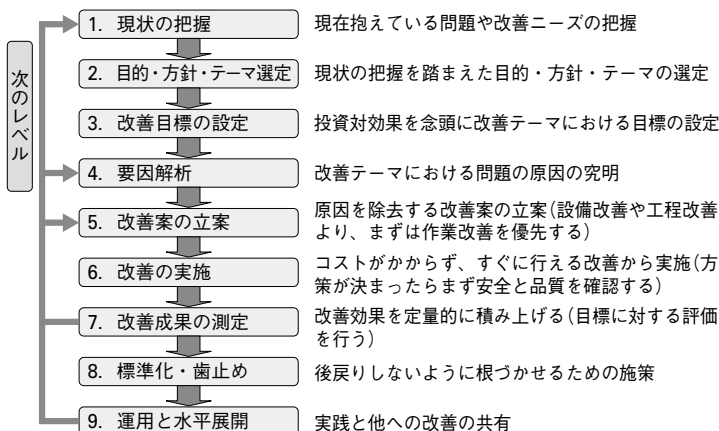 次のレベル
1. 現状の把握
現在抱えている問題や改善ニーズの把握
2. 目的・方針・テーマ選定
現状の把握を踏まえた目的・方針・テーマの選定
3. 改善目標の設定
投資対効果を念頭に改善テーマにおける目標の設定
4. 要因解析
改善テーマにおける問題の原因の究明
5. 改善案の立案
原因を除去する改善案の立案(設備改善や工程改善
より、まずは作業改善を優先する)
6. 改善の実施
コストがかからず、すぐに行える改善から実施(方
策が決まったらまず安全と品質を確認する)
7. 改善成果の測定
改善効果を定量的に積み上げる(目標に対する評価
を行う)
8. 標準化・歯止め
後戻りしないように根づかせるための施策
9. 運用と水平展開
実践と他への改善の共有